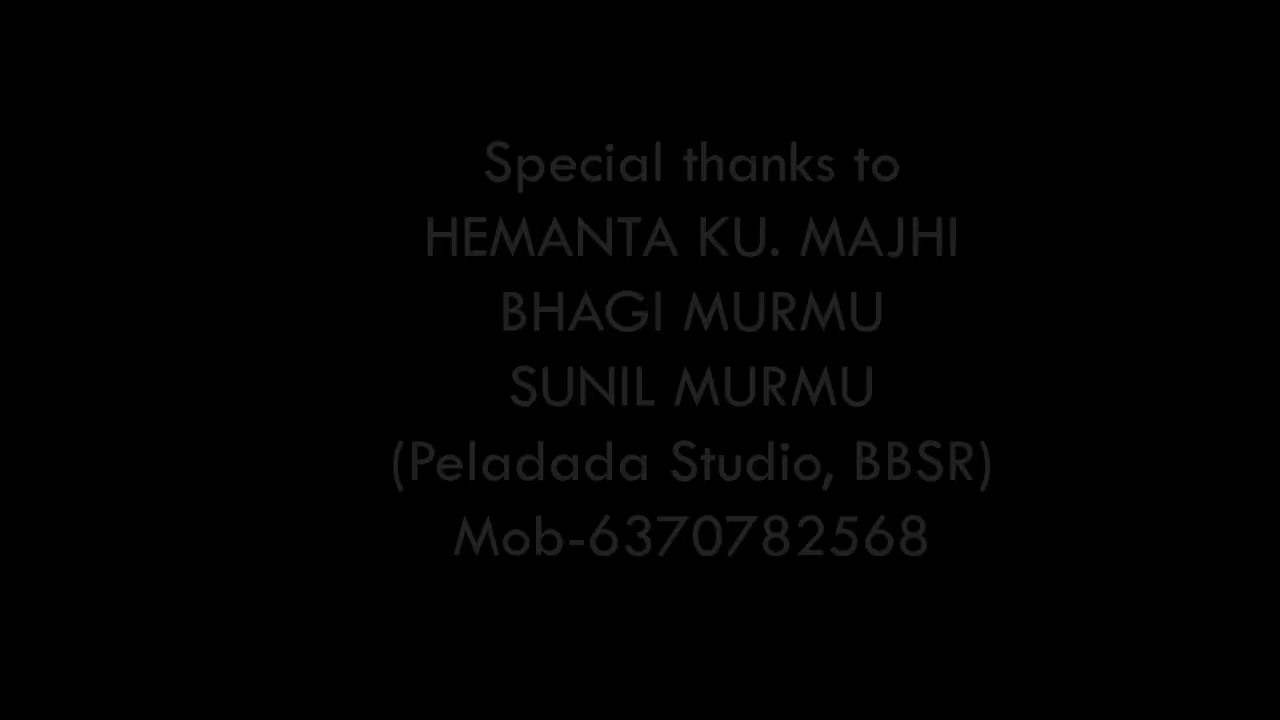 Special thanks to
HEMANTA KU. MAJHI
BHAGI MURMU
SUNIL MURMU
(Peladada Studio, BBSR)
Mob-6370782568